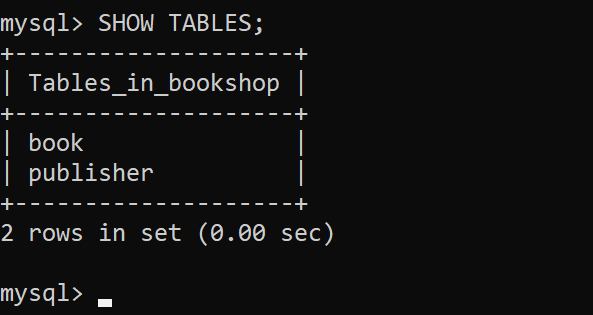 mysql> SHOW TABLES;
+--------------------+
| Tables_in_bookshop |
+--------------------+
| book               |
| publisher          |
+--------------------+
2 rows in set (0.00 sec)
mysql>